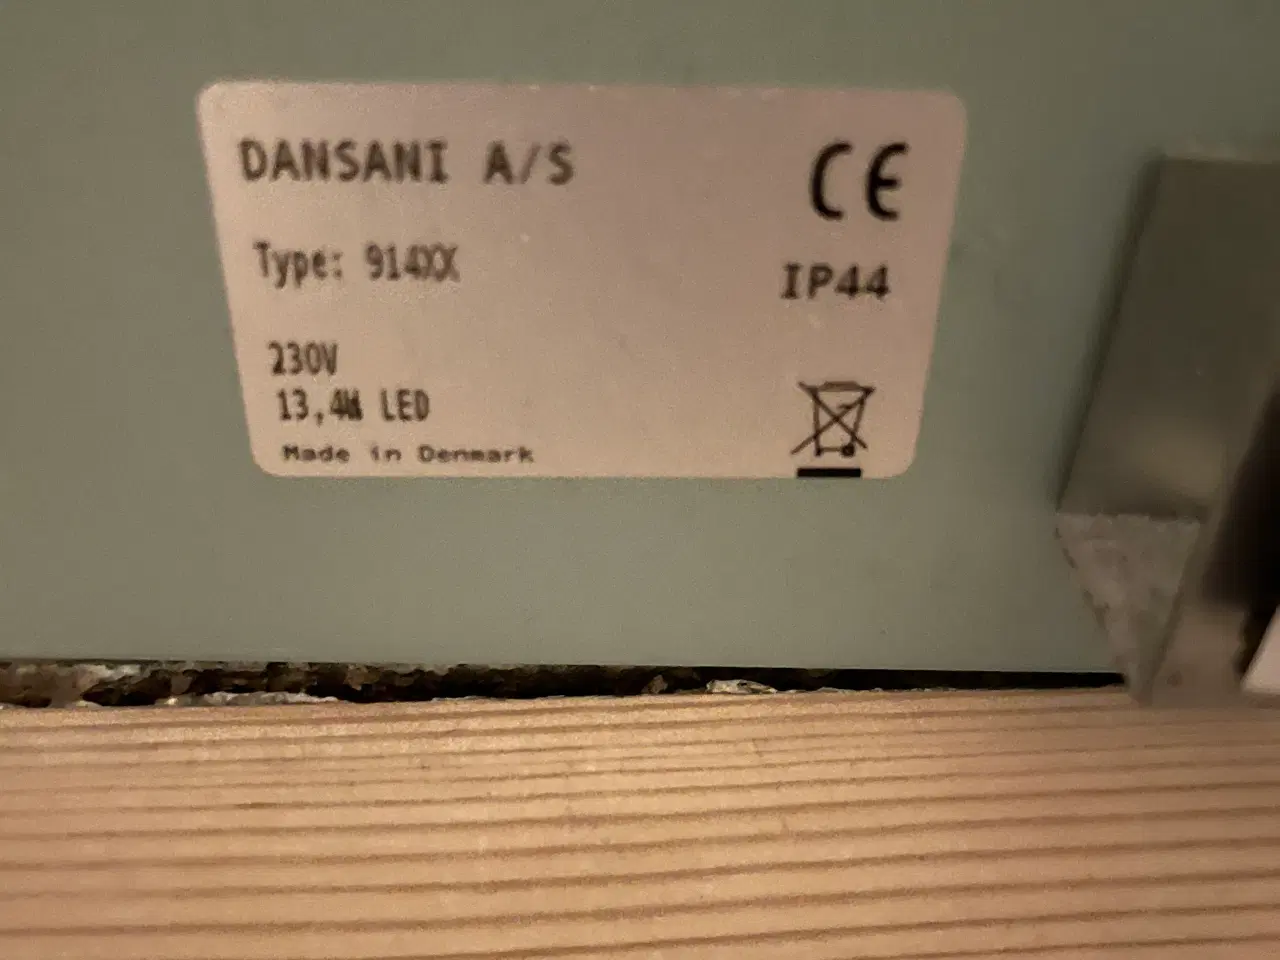 DANSANI A/S
CE
Type: 914XX
IP44
230V
13,4W LED
Made in Denmark